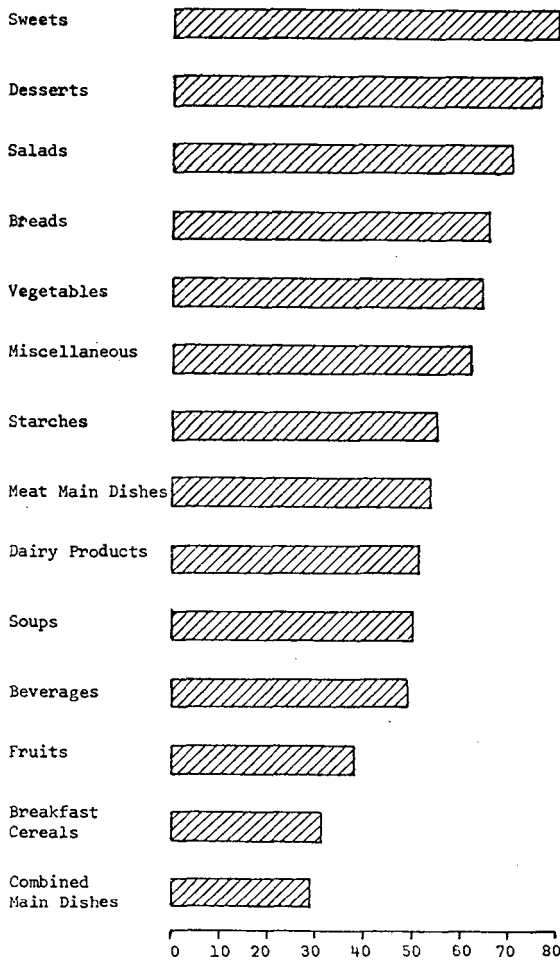 Sweets
Desserts
Salads
Breads
Vegetables
Miscellaneous
Starches
Meat Main Dishes
Dairy Products
Soups
Beverages
Fruits
Breakfast
Cereals
Combined
Main Dishes
0 10 20 30 40 50 60 70 80